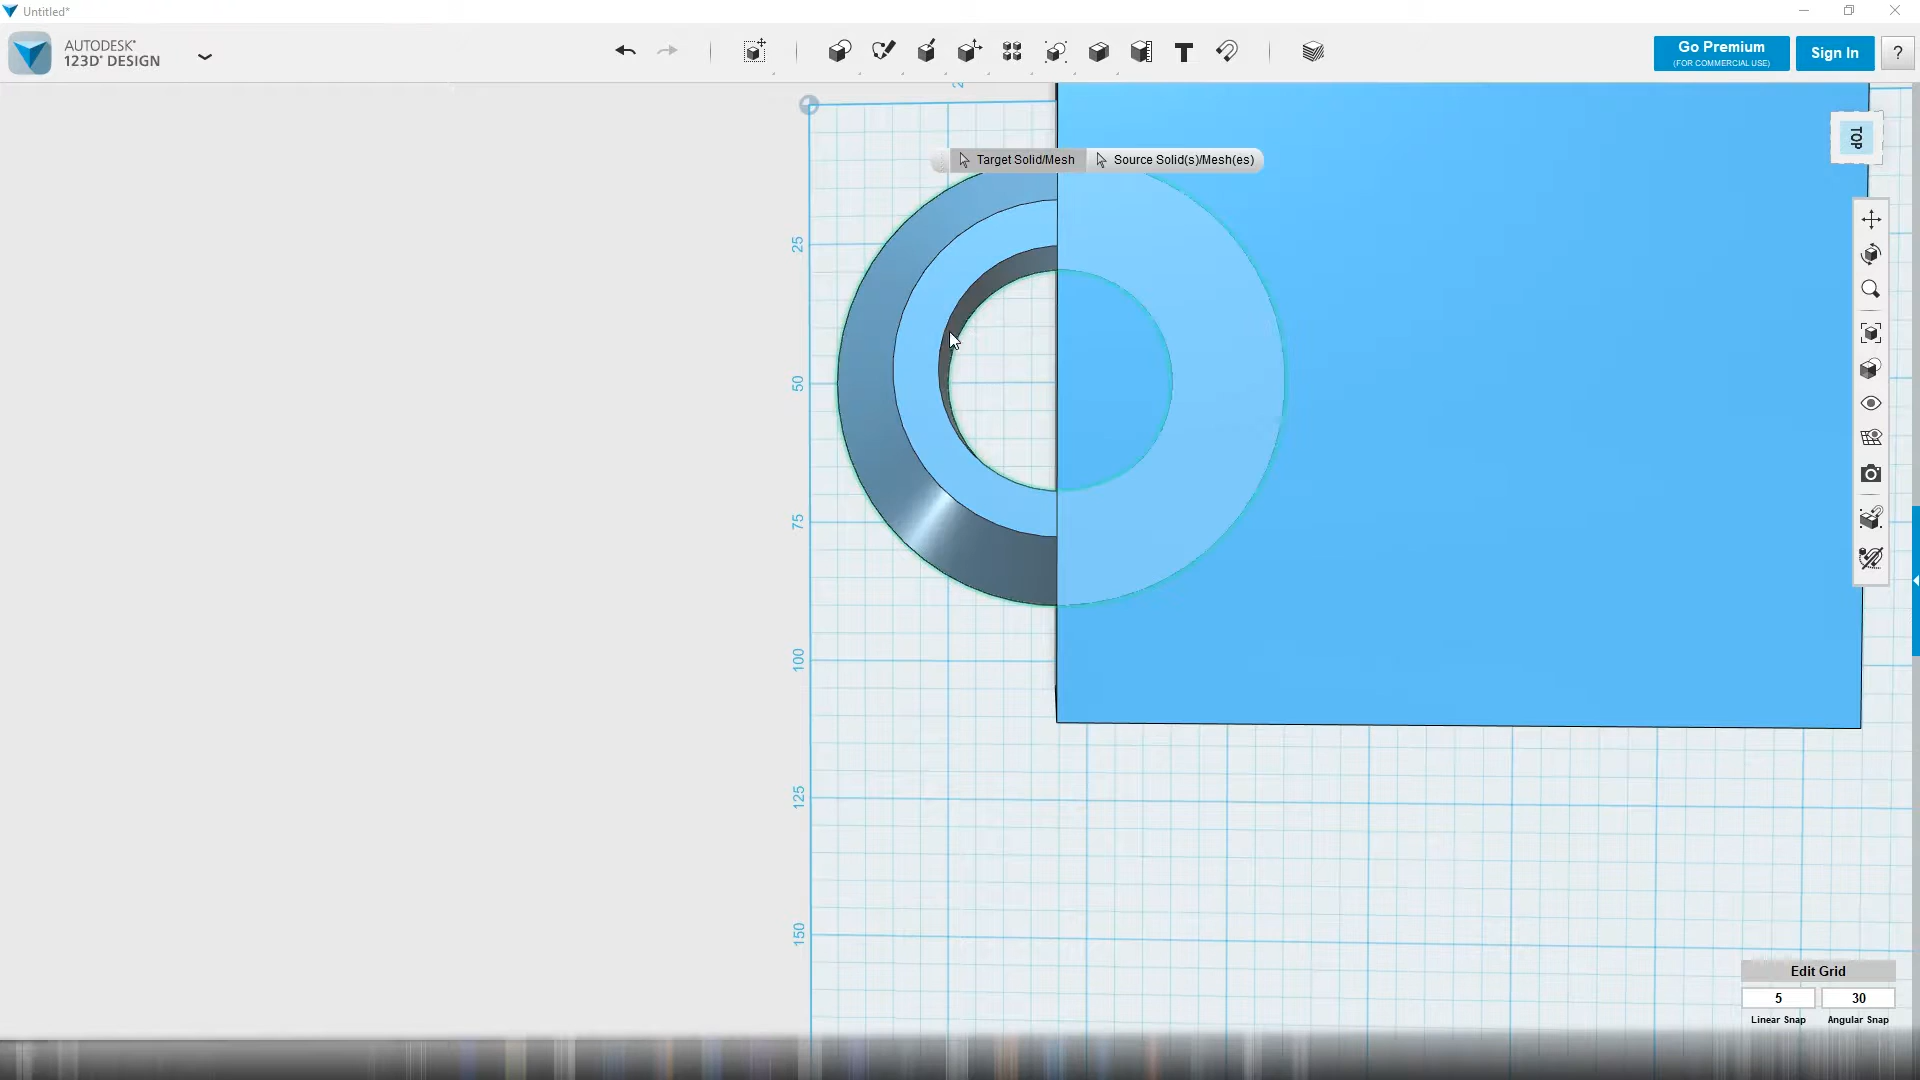 Untitled*
AUTODESK®
123D® DESIGN
T
Go Premium
(FOR COMMERCIAL USE)
Sign In
?
2
TOP
Target Solid/Mesh
Source Solid(s)/Mesh(es)
25
50
75
100
125
150
Edit Grid
5
30
Linear Snap
Angular Snap